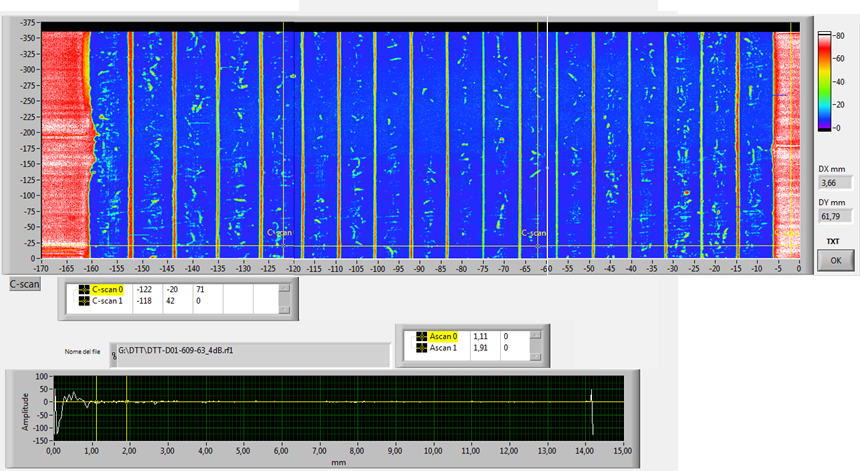 -375
-350
-325
-300
-275
-250
-225
-200
-175
-150
-125
-100
-75
-50
-25
0
C-scan
C-scan
-170 -165 -160 -155 -150 -145 -140 -135 -130 -125 -120 -115 -110 -105 -100 -95 -90 -85 -80 -75 -70 -65 -60 -55 -50 -45 -40 -35 -30 -25 -20 -15 -10 -5 0
-80
-60
-40
-20
-0
DX mm
3,66
DY mm
61,79
TXT
OK
C-scan
C-scan 0 -122 -20 71
C-scan 1 -118 42 0
Nome del file
G:\DTT\DTT-D01-609-63_4dB.rf1
Ascan 0 1,11 0
Ascan 1 1,91 0
Amplitude
100
50
0
-50
-100
-150
0,00 1,00 2,00 3,00 4,00 5,00 6,00 7,00 8,00 9,00 10,00 11,00 12,00 13,00 14,00 15,00
mm